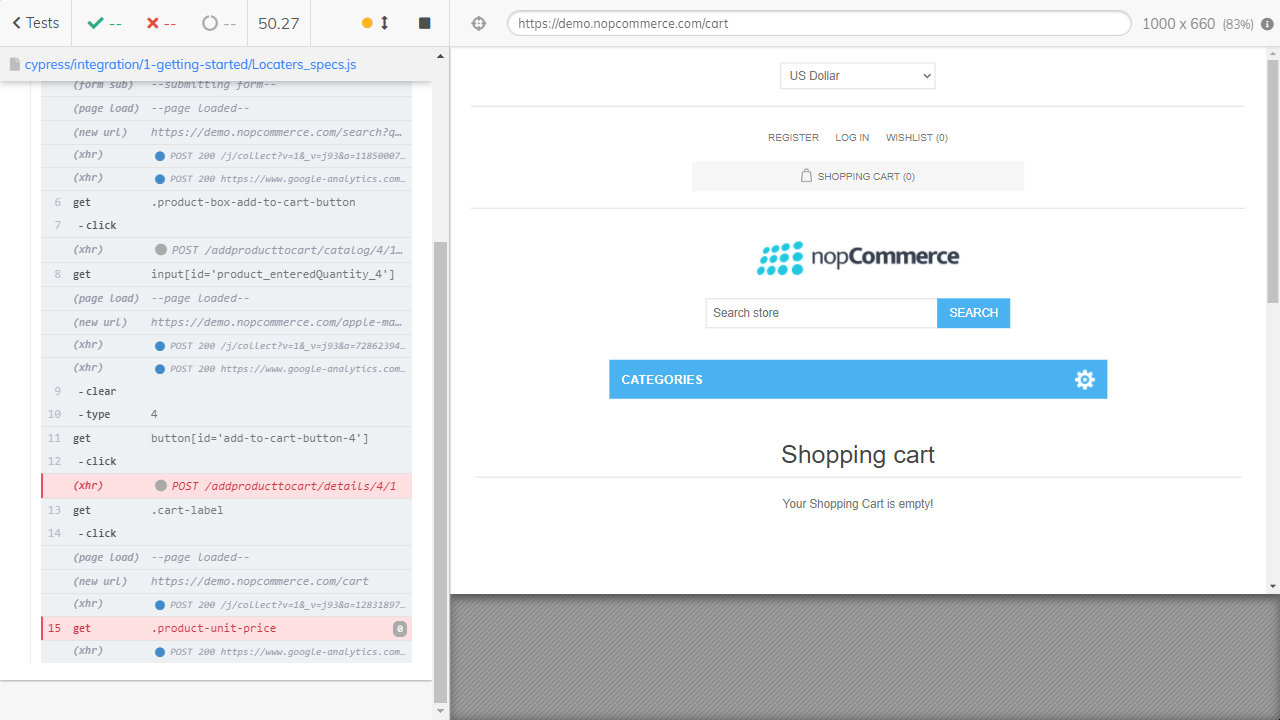 Tests
--
--
--
50.27
https://demo.nopcommerce.com/cart
1000 x 660 (83%)
cypress/integration/1-getting-started/Locaters_specs.js
(form sub) --submitting form--
(page load) --page loaded--
(new url) https://demo.nopcommerce.com/search?q…
(xhr) POST 200 /j/collect?v=1&_v=j93&a=11850007…
(xhr) POST 200 https://www.google-analytics.com…
6 get .product-box-add-to-cart-button
7 -click
(xhr) POST /addproducttocart/catalog/4/1…
8 get input[id='product_enteredQuantity_4']
(page load) --page loaded--
(new url) https://demo.nopcommerce.com/apple-ma…
(xhr) POST 200 /j/collect?v=1&_v=j93&a=72862394…
(xhr) POST 200 https://www.google-analytics.com…
9 -clear
10 -type 4
11 get button[id='add-to-cart-button-4']
12 -click
(xhr) POST /addproducttocart/details/4/1
13 get .cart-label
14 -click
(page load) --page loaded--
(new url) https://demo.nopcommerce.com/cart
(xhr) POST 200 /j/collect?v=1&_v=j93&a=12831897…
15 get .product-unit-price 0
(xhr) POST 200 https://www.google-analytics.com…
US Dollar
REGISTER LOG IN WISHLIST (0)
SHOPPING CART (0)
nopCommerce
Search store SEARCH
CATEGORIES
Shopping cart
Your Shopping Cart is empty!